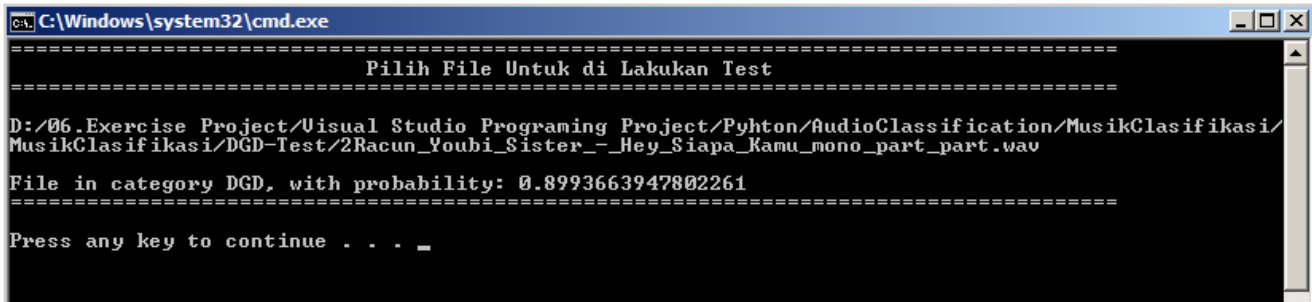 C:\Windows\system32\cmd.exe
======================================================================================
Pilih File Untuk di Lakukan Test
======================================================================================
D:/06.Exercise Project/Visual Studio Programing Project/Pyhton/AudioClassification/MusikClasifikasi/
MusikClasifikasi/DGD-Test/2Racun_Youbi_Sister_-_Hey_Siapa_Kamu_mono_part_part.wav
File in category DGD, with probability: 0.8993663947802261
======================================================================================
Press any key to continue . . . _